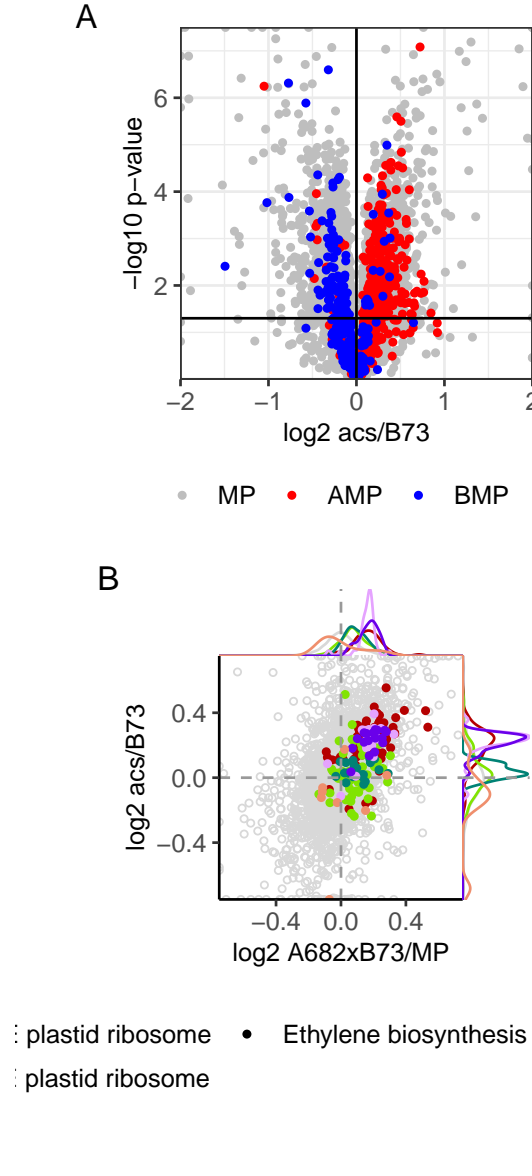 A
−log10 p−value
6
4
2
−2 −1 0 1 2
log2 acs/B73
MP AMP BMP
B
log2 acs/B73
0.4
0.0
−0.4
−0.4 0.0 0.4
log2 A682xB73/MP
plastid ribosome Ethylene biosynthesis
plastid ribosome